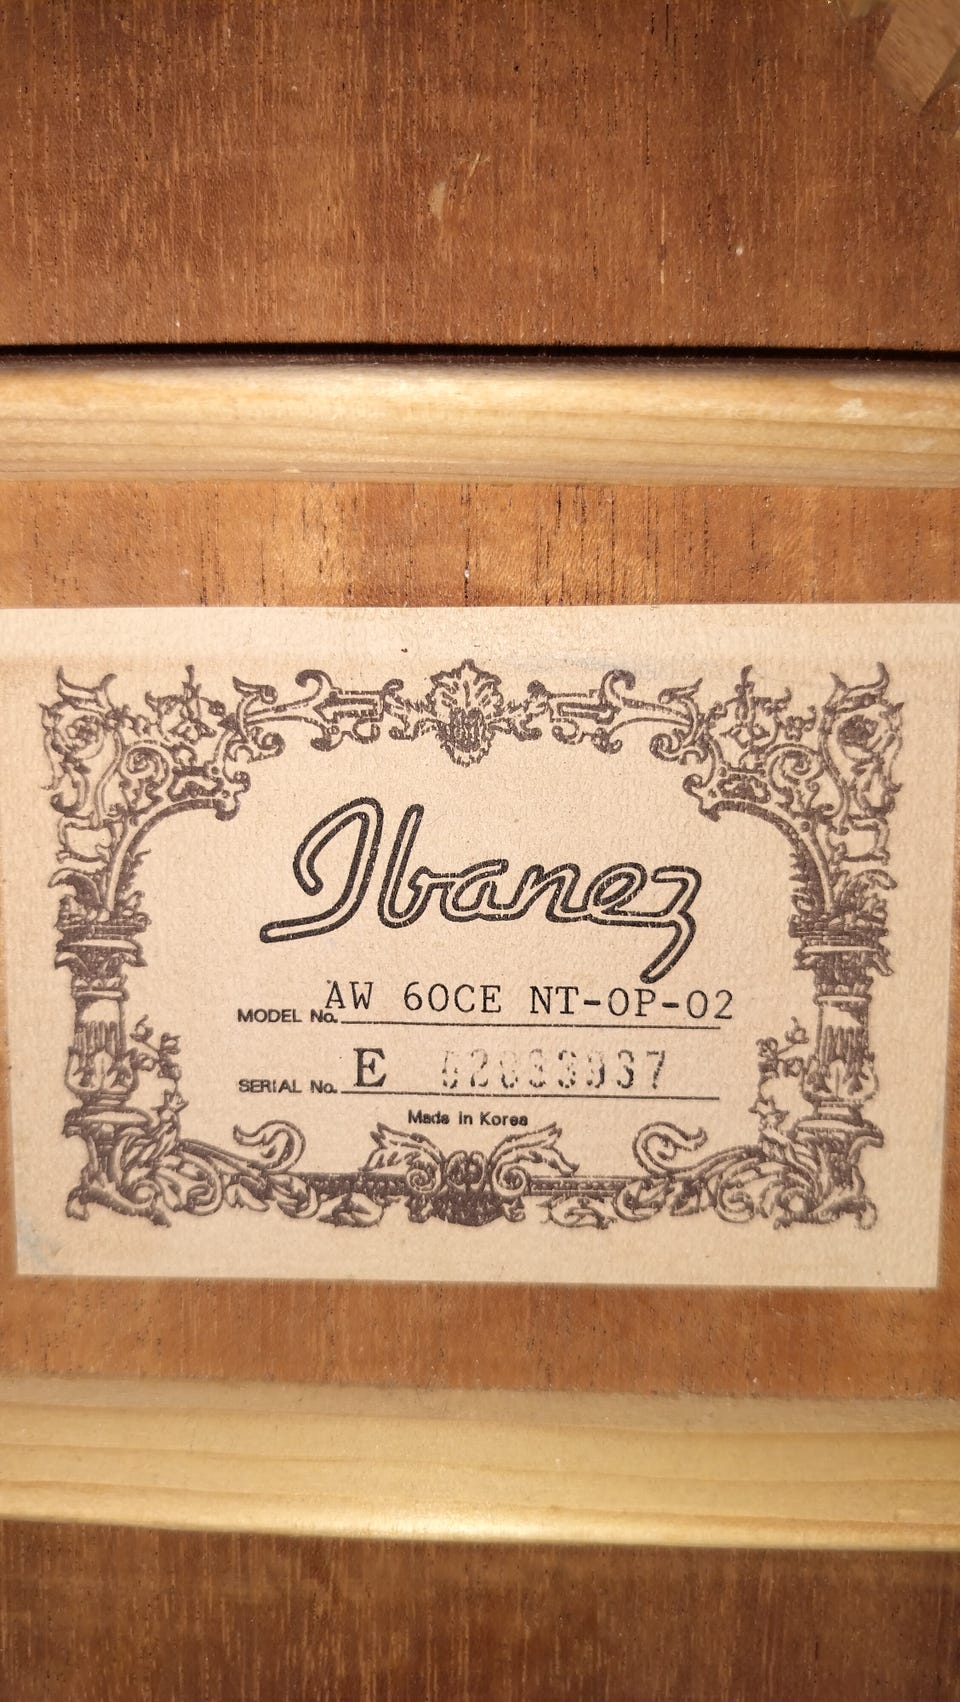 Ibanez
MODEL No. AW 60CE NT-OP-02
SERIAL No. E
Made in Korea